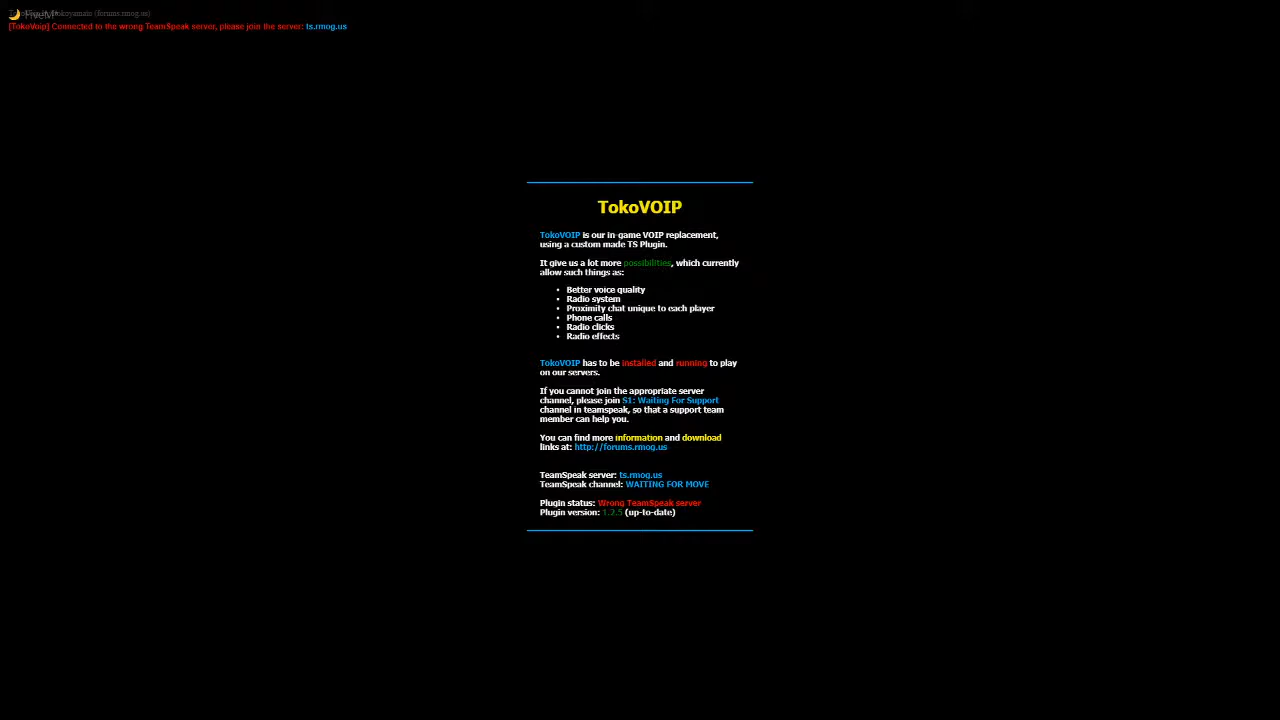 [TokoVoip] Connected to the wrong TeamSpeak server, please join the server: ts.rmog.us
TokoVOIP
TokoVOIP is our in-game VOIP replacement,
using a custom made TS Plugin.
It give us a lot more possibilities, which currently
allow such things as:
• Better voice quality
• Radio system
• Proximity chat unique to each player
• Phone calls
• Radio clicks
• Radio effects
TokoVOIP has to be installed and running to play
on our servers.
If you cannot join the appropriate server
channel, please join S1: Waiting For Support
channel in teamspeak, so that a support team
member can help you.
You can find more information and download
links at: http://forums.rmog.us
TeamSpeak server: ts.rmog.us
TeamSpeak channel: WAITING FOR MOVE
Plugin status: Wrong TeamSpeak server
Plugin version: 1.2.5 (up-to-date)